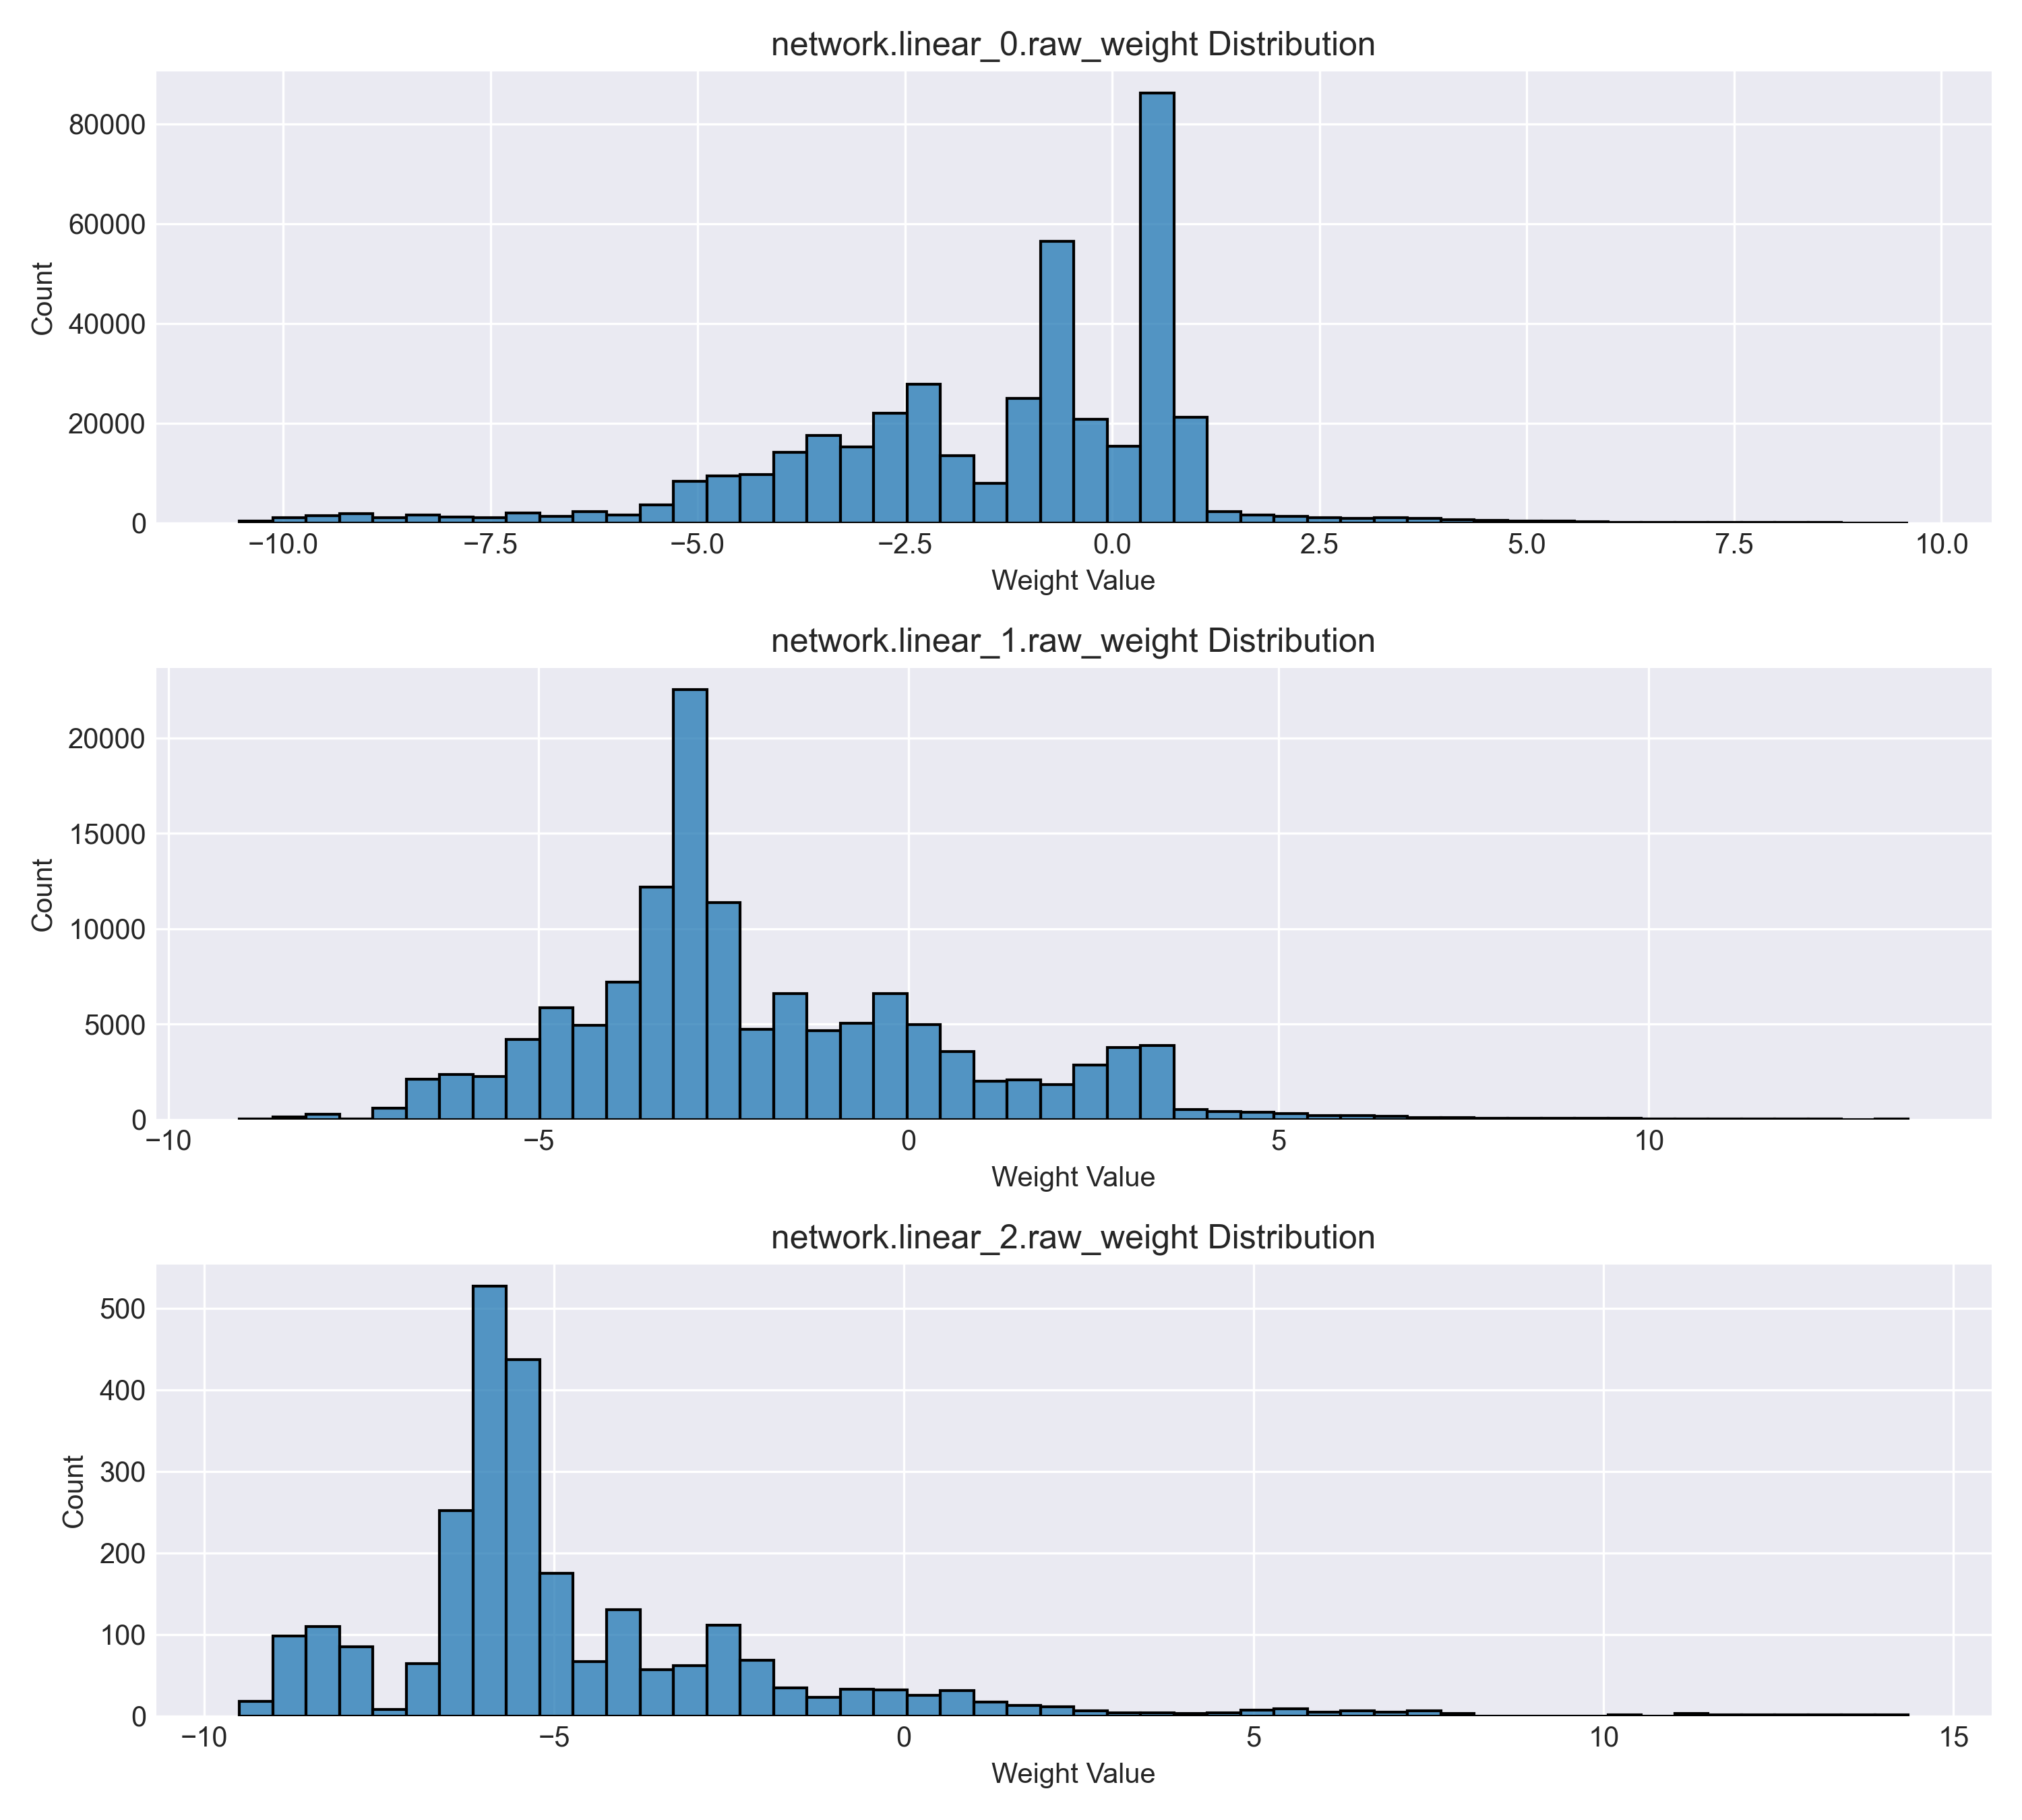 network.linear_0.raw_weight Distribution
80000
60000
40000
20000
0
Count
−10.0 −7.5 −5.0 −2.5 0.0 2.5 5.0 7.5 10.0
Weight Value
network.linear_1.raw_weight Distribution
20000
15000
10000
5000
0
Count
−10 −5 0 5 10
Weight Value
network.linear_2.raw_weight Distribution
500
400
300
200
100
0
Count
−10 −5 0 5 10 15
Weight Value